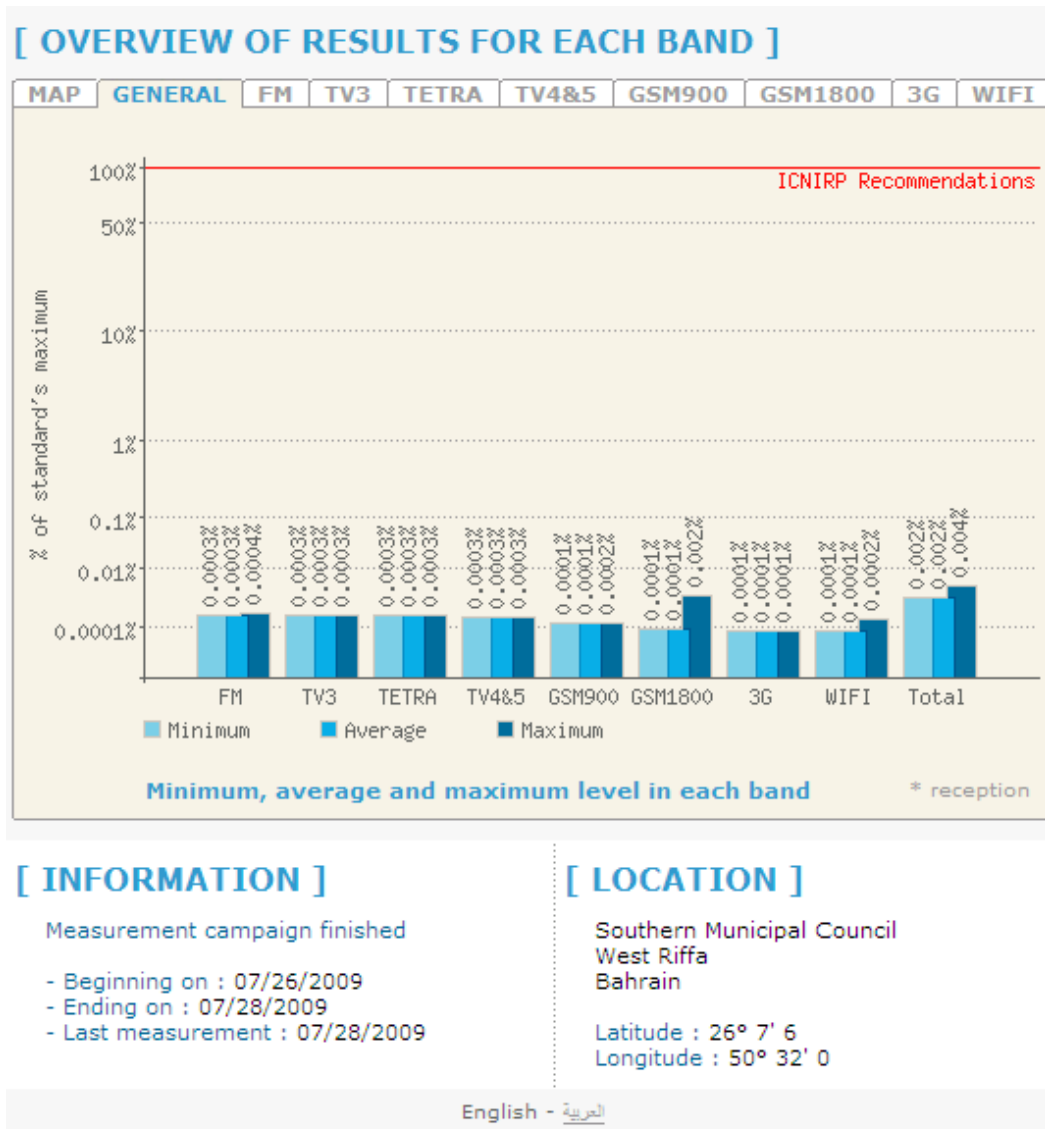 [ OVERVIEW OF RESULTS FOR EACH BAND ]
MAP GENERAL FM TV3 TETRA TV4&5 GSM900 GSM1800 3G WIFI
100%
ICNIRP Recommendations
50%
10%
1%
0.1%
0.01%
0.0001%
% of standard's maximum
0.0003% 0.0003% 0.0004%
0.0003% 0.0003% 0.0003%
0.0003% 0.0003% 0.0003%
0.0003% 0.0003% 0.0003%
0.0001% 0.0001% 0.0002%
0.0001% 0.0001% 0.002%
0.0001% 0.0001% 0.0001%
0.0001% 0.0001% 0.0002%
0.002% 0.002% 0.004%
FM TV3 TETRA TV4&5 GSM900 GSM1800 3G WIFI Total
Minimum Average Maximum
Minimum, average and maximum level in each band
* reception
[ INFORMATION ]
Measurement campaign finished
- Beginning on : 07/26/2009
- Ending on : 07/28/2009
- Last measurement : 07/28/2009
[ LOCATION ]
Southern Municipal Council
West Riffa
Bahrain
Latitude : 26° 7' 6
Longitude : 50° 32' 0
English - العربية